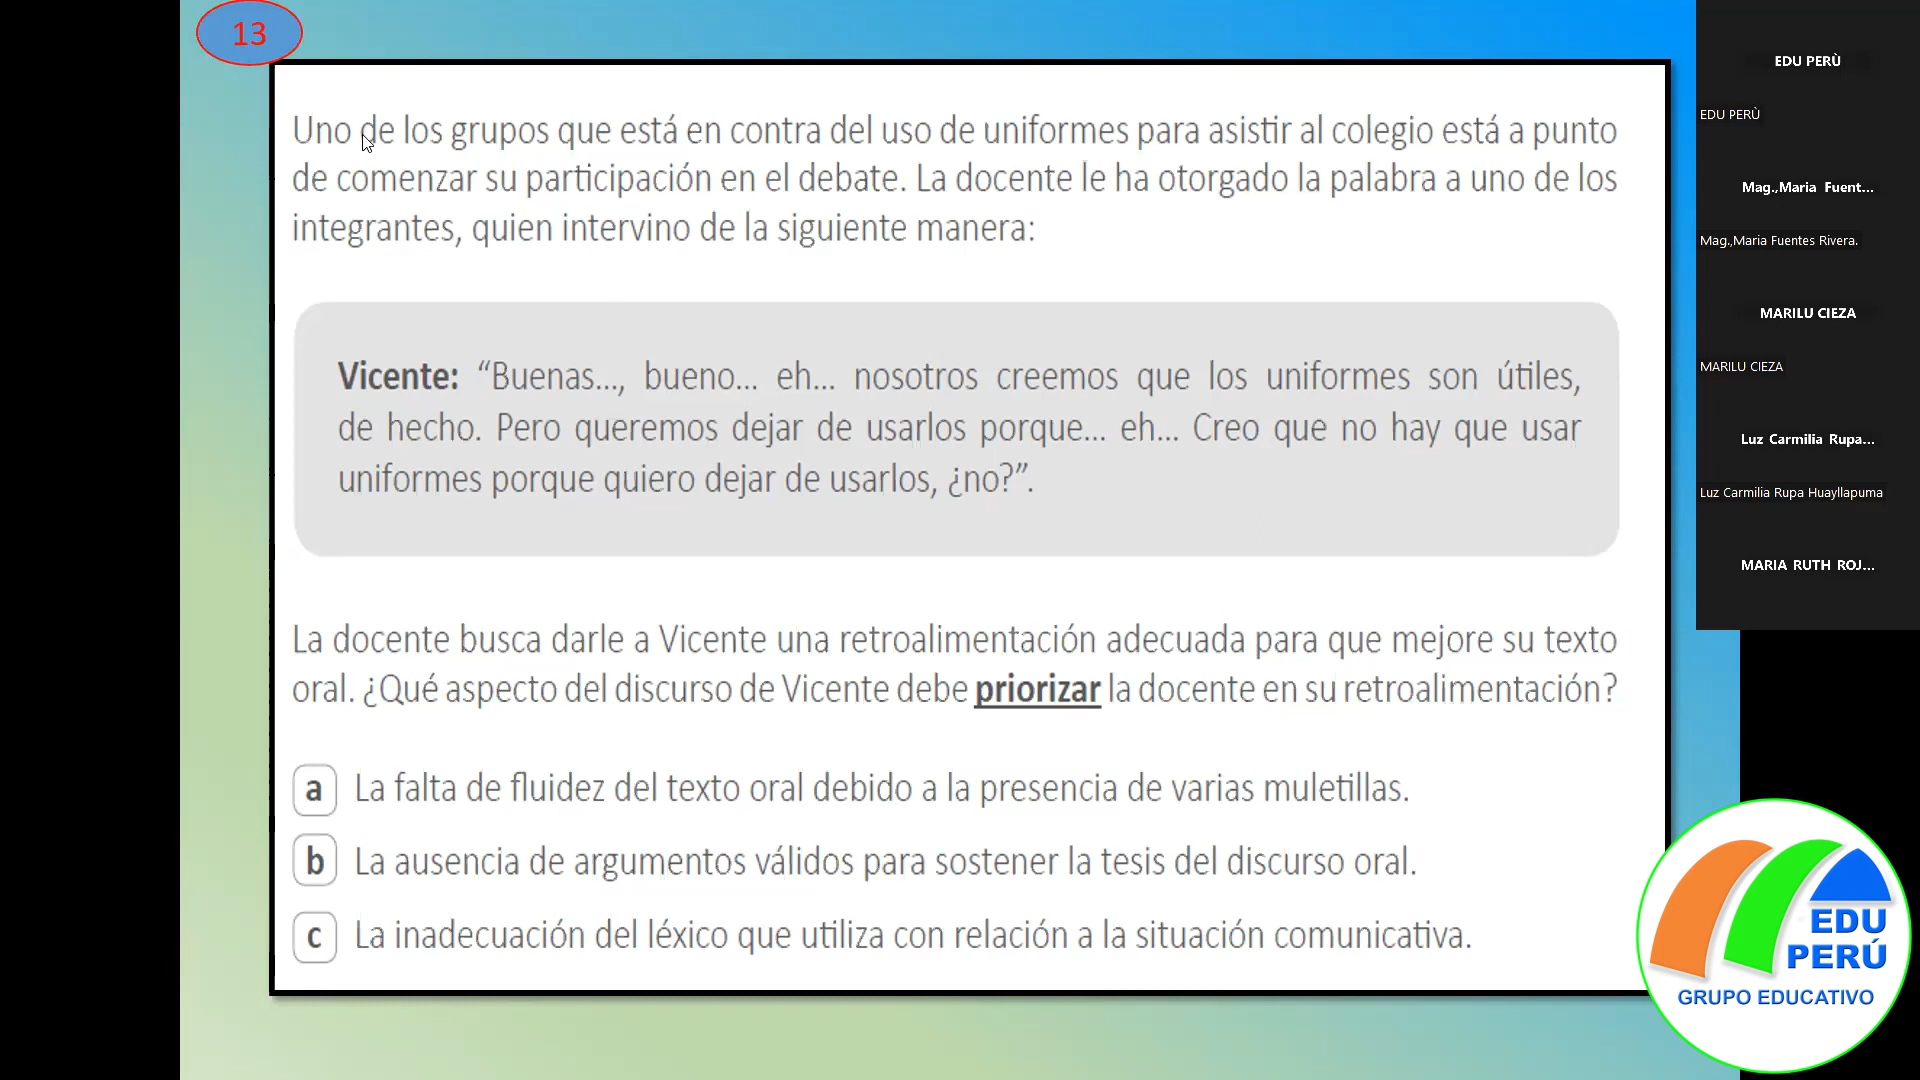 13
Uno de los grupos que está en contra del uso de uniformes para asistir al colegio está a punto
de comenzar su participación en el debate. La docente le ha otorgado la palabra a uno de los
integrantes, quien intervino de la siguiente manera:
Vicente: “Buenas..., bueno... eh... nosotros creemos que los uniformes son útiles,
de hecho. Pero queremos dejar de usarlos porque... eh... Creo que no hay que usar
uniformes porque quiero dejar de usarlos, ¿no?”.
La docente busca darle a Vicente una retroalimentación adecuada para que mejore su texto
oral. ¿Qué aspecto del discurso de Vicente debe priorizar la docente en su retroalimentación?
a La falta de fluidez del texto oral debido a la presencia de varias muletillas.
b La ausencia de argumentos válidos para sostener la tesis del discurso oral.
c La inadecuación del léxico que utiliza con relación a la situación comunicativa.
EDU PERÙ
EDU PERÙ
Mag.,Maria Fuent...
Mag.,Maria Fuentes Rivera.
MARILU CIEZA
MARILU CIEZA
Luz Carmilia Rupa...
Luz Carmilia Rupa Huayllapuma
MARIA RUTH ROJ...
EDU
PERÚ
GRUPO EDUCATIVO